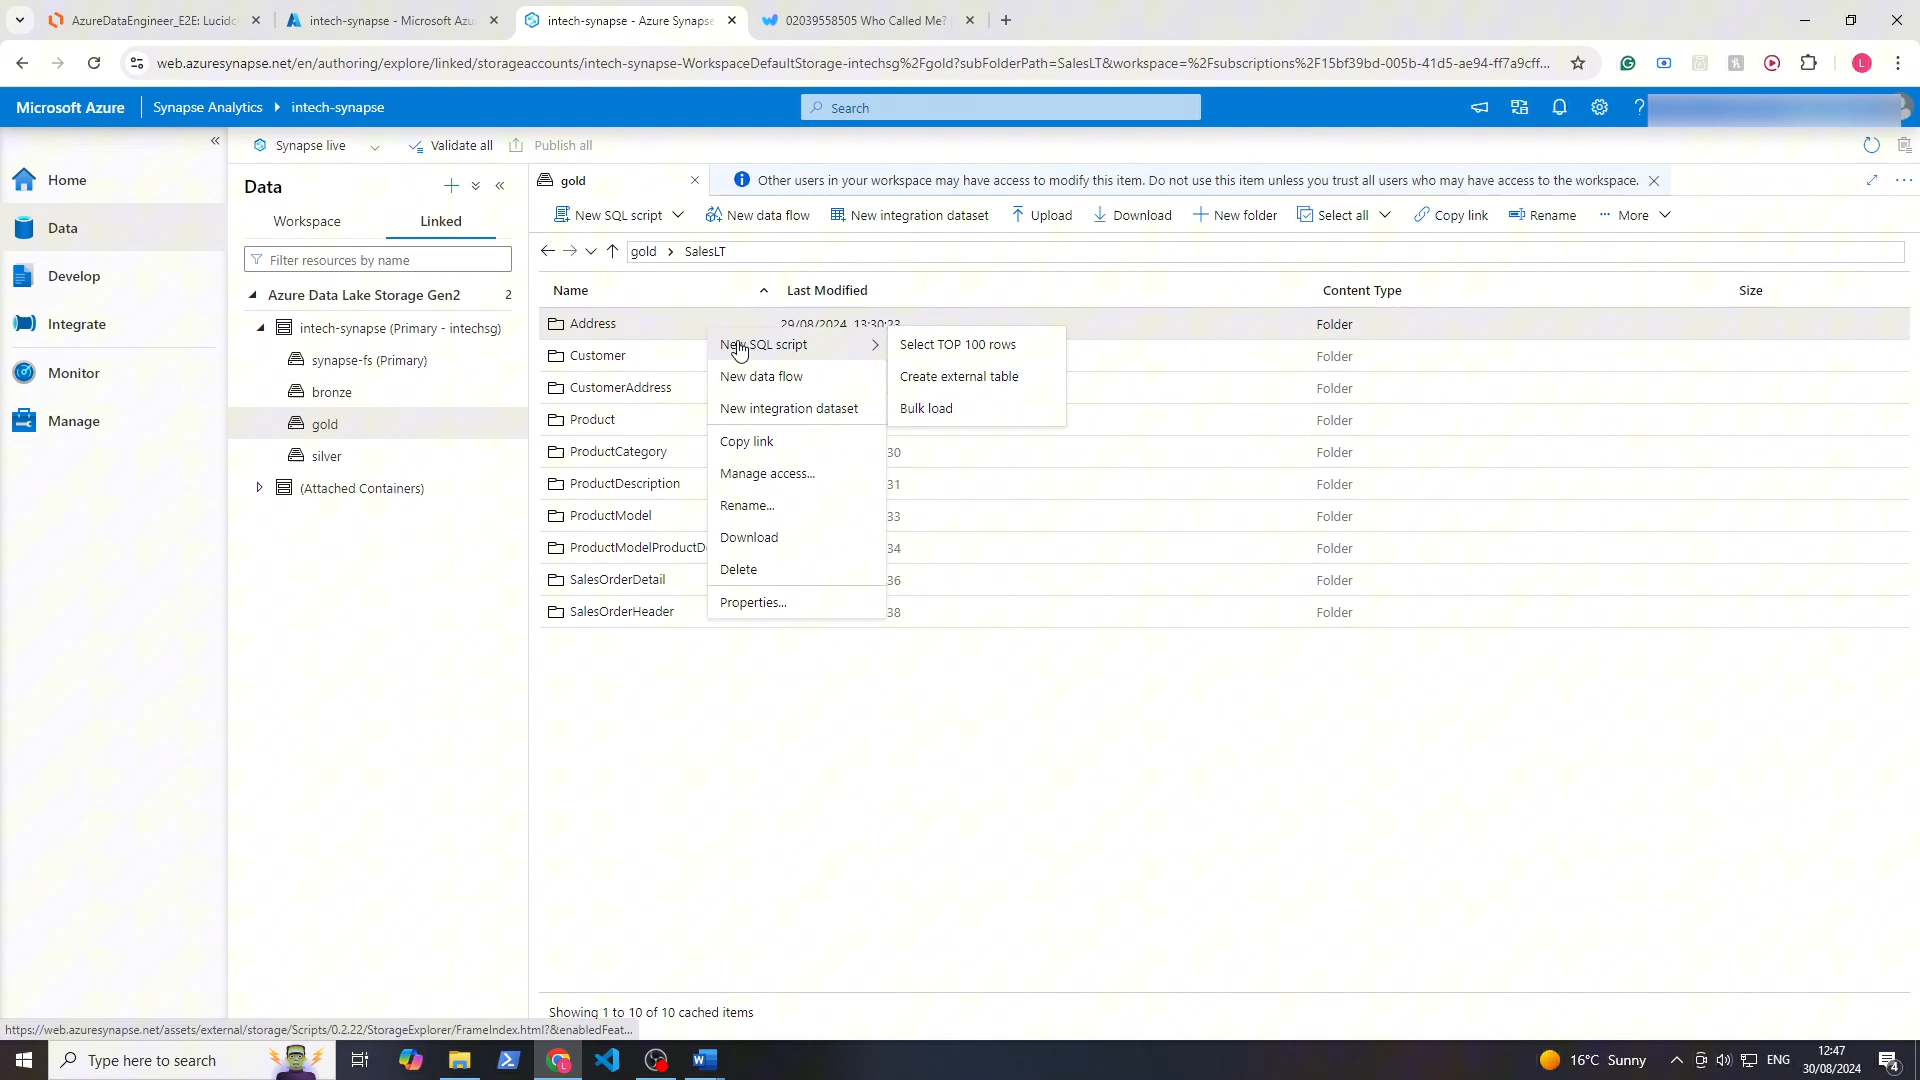 AzureDataEngineer_E2E: Lucidc
intech-synapse - Microsoft Azu
intech-synapse - Azure Synapse
02039558505 Who Called Me?
web.azuresynapse.net/en/authoring/explore/linked/storageaccounts/intech-synapse-WorkspaceDefaultStorage-intechsg%2Fgold?subFolderPath=SalesLT&workspace=%2Fsubscriptions%2F15bf39bd-005b-41d5-ae94-ff7a9cff...
Microsoft Azure
Synapse Analytics
intech-synapse
Search
Synapse live
Validate all
Publish all
Home
Data
Develop
Integrate
Monitor
Manage
Data
Workspace
Linked
Filter resources by name
Azure Data Lake Storage Gen2 2
intech-synapse (Primary - intechsg)
synapse-fs (Primary)
bronze
gold
silver
(Attached Containers)
gold
Other users in your workspace may have access to modify this item. Do not use this item unless you trust all users who may have access to the workspace.
New SQL script
New data flow
New integration dataset
Upload
Download
New folder
Select all
Copy link
Rename
More
gold
SalesLT
Name Last Modified Content Type Size
Address 29/08/2024, 13:30:23 Folder
Customer Folder
CustomerAddress Folder
Product Folder
ProductCategory 30 Folder
ProductDescription 31 Folder
ProductModel 33 Folder
ProductModelProductD 34 Folder
SalesOrderDetail 36 Folder
SalesOrderHeader 38 Folder
New SQL script
New data flow
New integration dataset
Copy link
Manage access...
Rename...
Download
Delete
Properties...
Select TOP 100 rows
Create external table
Bulk load
Showing 1 to 10 of 10 cached items
https://web.azuresynapse.net/assets/external/storage/Scripts/0.2.22/StorageExplorer/FrameIndex.html?&enabledFeat...
Type here to search
16°C Sunny
ENG
12:47
30/08/2024
4